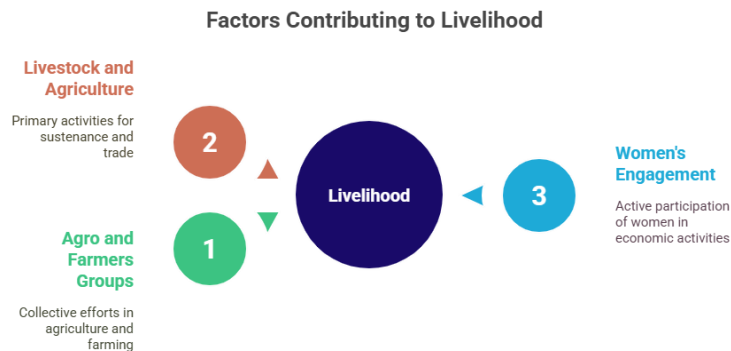 Factors Contributing to Livelihood
Livestock and
Agriculture
Primary activities for
sustenance and
trade
2
Livelihood
Women's
Engagement
3
Active participation
of women in
economic activities
Agro and
Farmers
Groups
1
Collective efforts in
agriculture and
farming